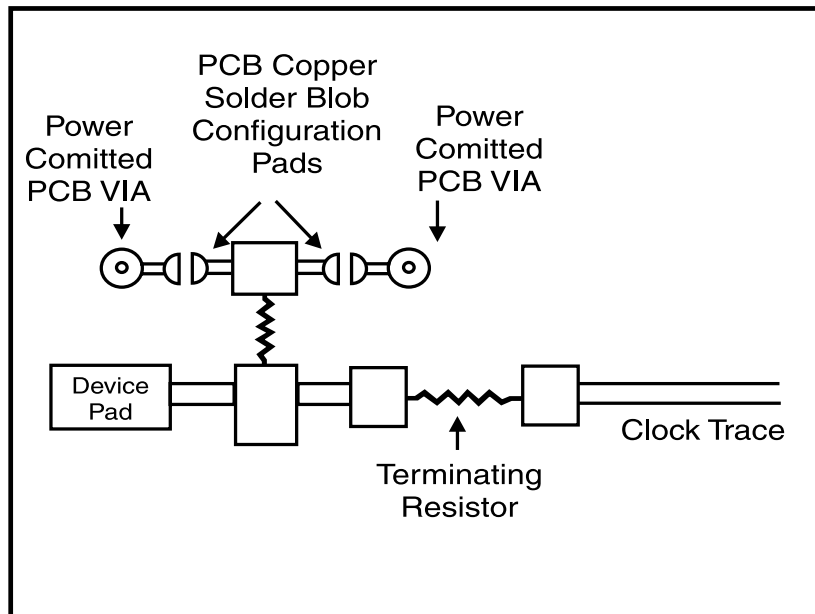 PCB Copper
Solder Blob
Configuration
Pads
Power
Comitted
PCB VIA
Power
Comitted
PCB VIA
Device
Pad
Clock Trace
Terminating
Resistor